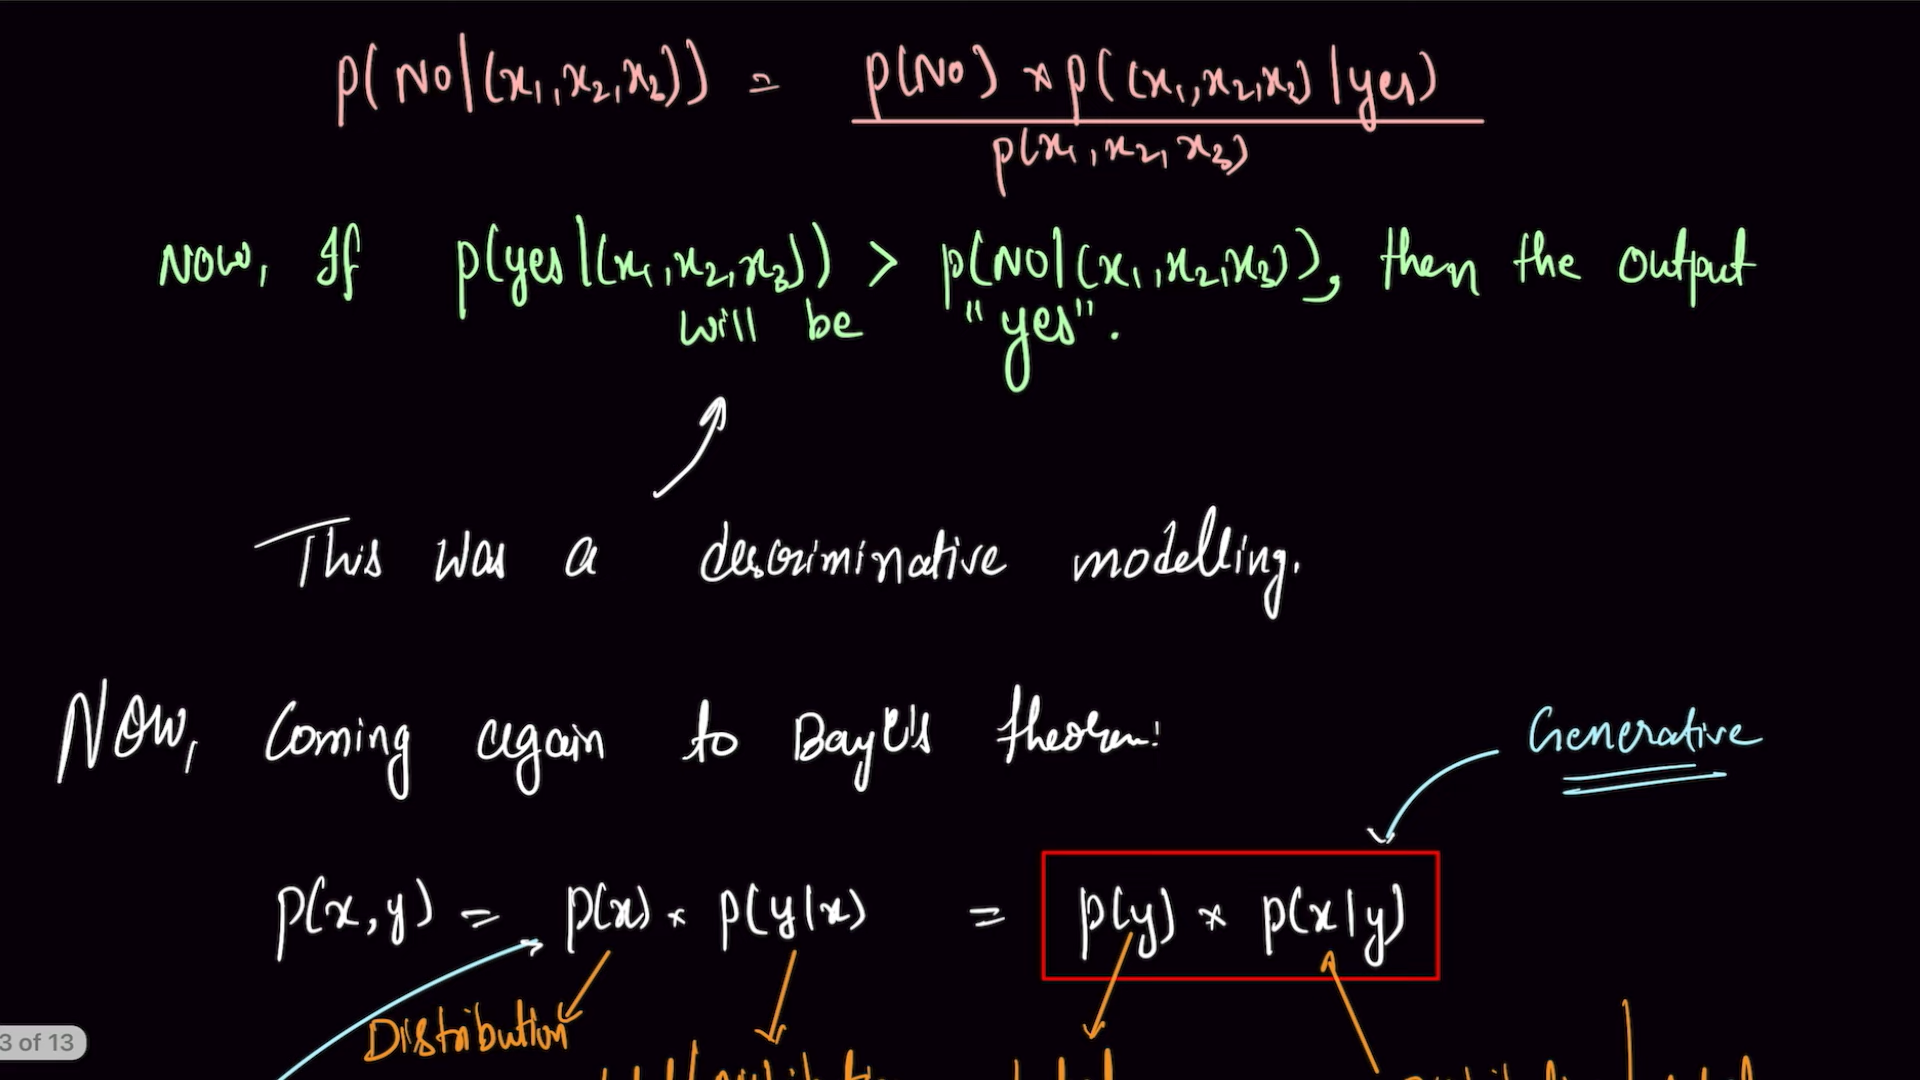 P(No|(x₁,x₂,x₂)) = P(No) * P((x₁,x₂,x₃)|yes)
P(x₁,x₂,x₃)
Now, If P(yes|(x₁,x₂,x₃)) > P(No|(x₁,x₂,x₃)), then the output
will be "yes".
This was a descriminative modelling.
Now, Coming again to Baye's theorem:
Generative
P(x,y) = P(x) * P(y|x) = P(y) * P(x|y)
Distribution
3 of 13